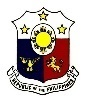 REPUBLIC OF THE PHILIPPINES